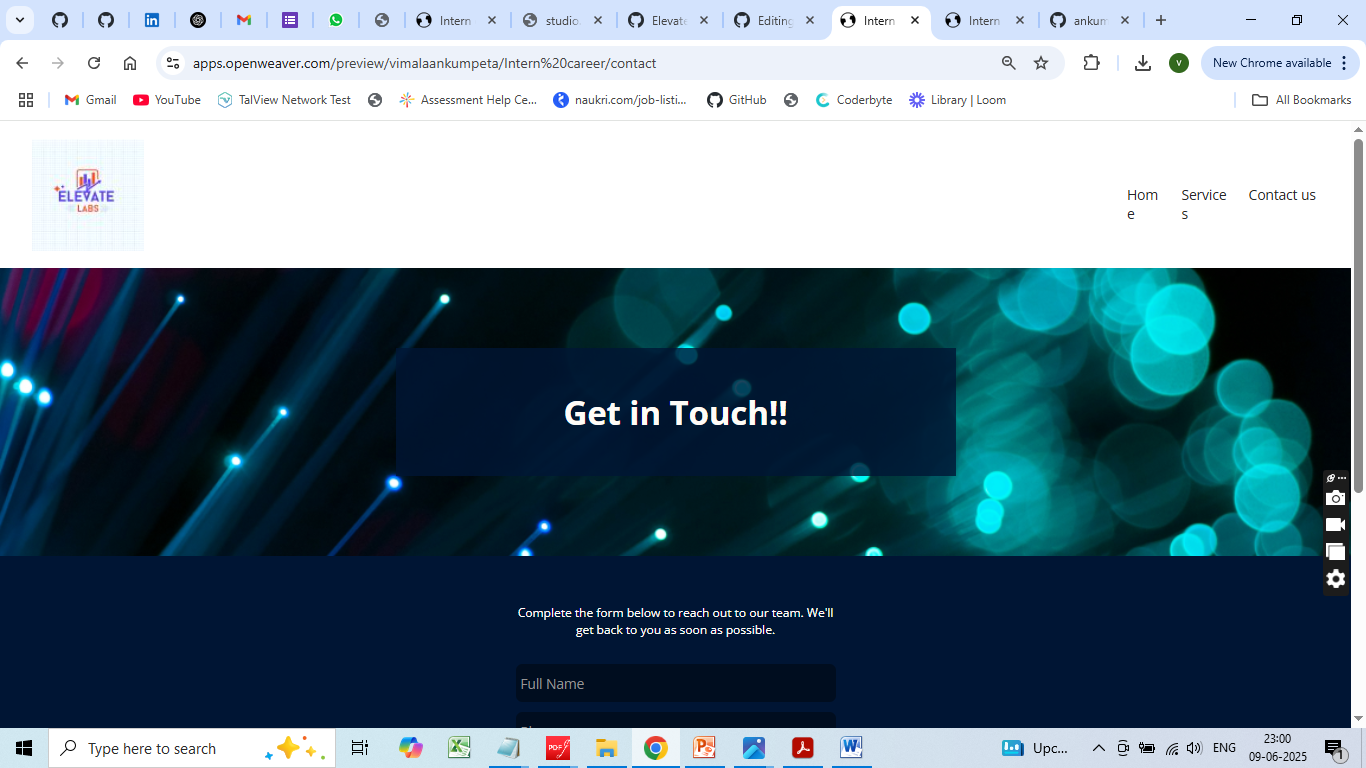 Intern
studio.
Elevate
Editing
Intern
Intern
ankum
apps.openweaver.com/preview/vimalaankumpeta/Intern%20career/contact
V
New Chrome available
Gmail
YouTube
TalView Network Test
Assessment Help Ce...
naukri.com/job-listi...
GitHub
Coderbyte
Library | Loom
All Bookmarks
ELEVATE
LABS
Hom
e
Service
s
Contact us
Get in Touch!!
Complete the form below to reach out to our team. We'll
get back to you as soon as possible.
Full Name
Type here to search
PDF
Upc...
ENG
23:00
09-06-2025
1